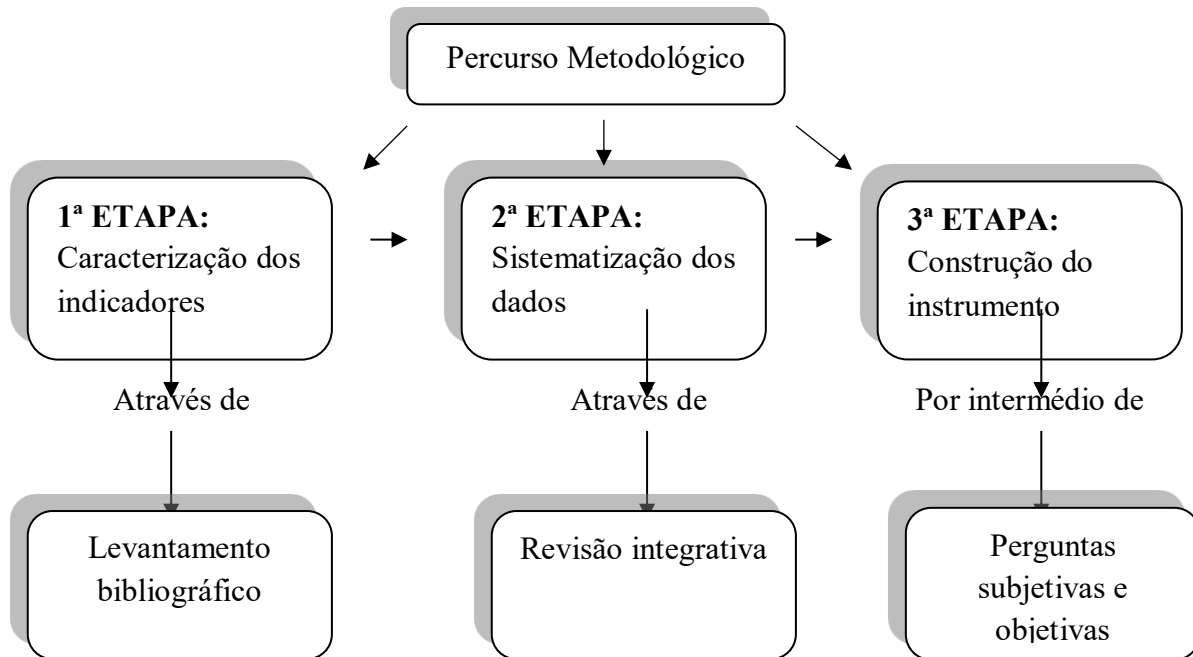 Percurso Metodológico
1ª ETAPA:
Caracterização dos
indicadores
2ª ETAPA:
Sistematização dos
dados
3ª ETAPA:
Construção do
instrumento
Através de
Através de
Por intermédio de
Levantamento
bibliográfico
Revisão integrativa
Perguntas
subjetivas e
objetivas